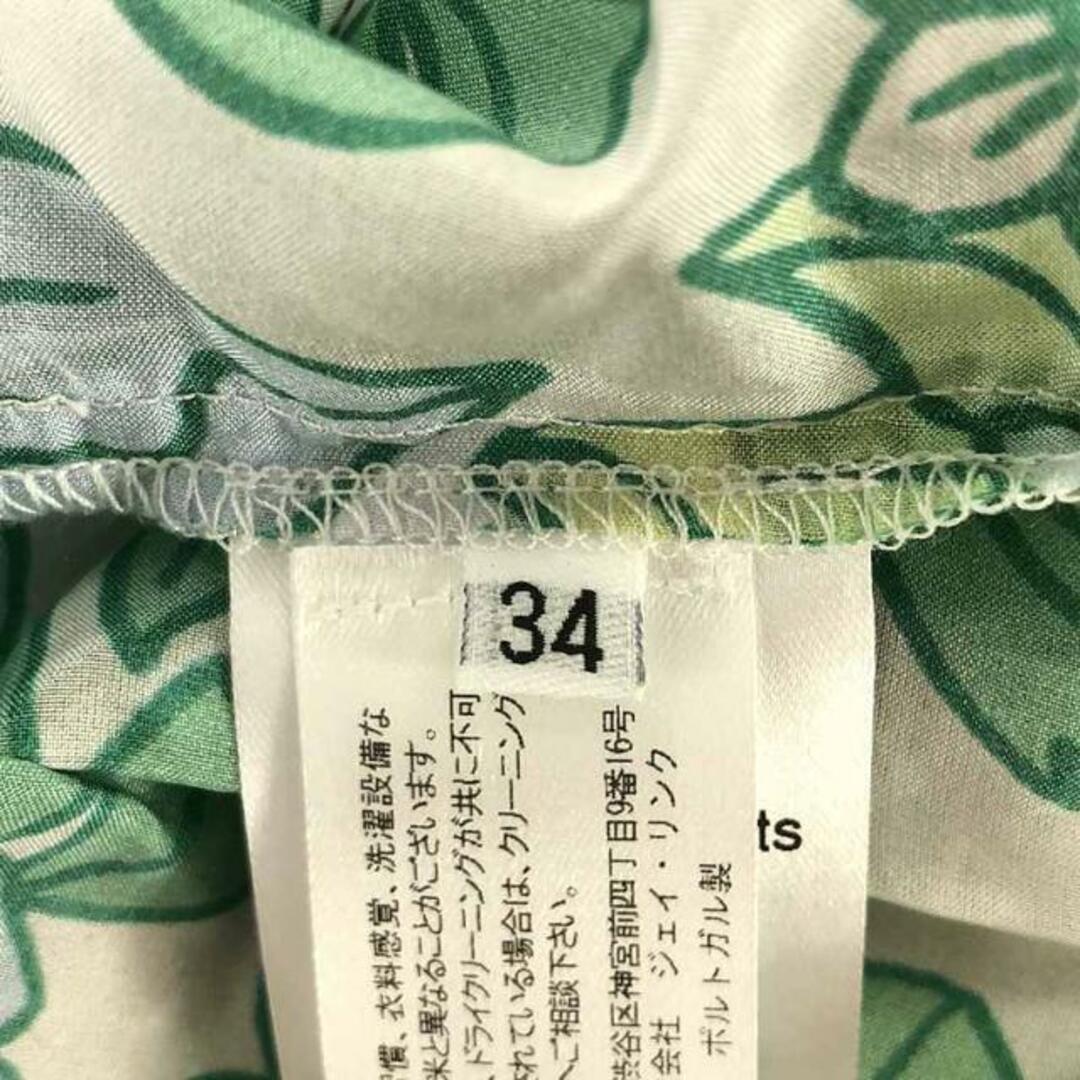 34
習慣、衣料感覚、洗濯設備な
米と異なることがございます。
、ドライクリーニングが共に不可
されている場合は、クリーニング
へご相談下さい。
渋谷区神宮前四丁目9番16号
会社 ジェイ・リンク
ポルトガル製
ts